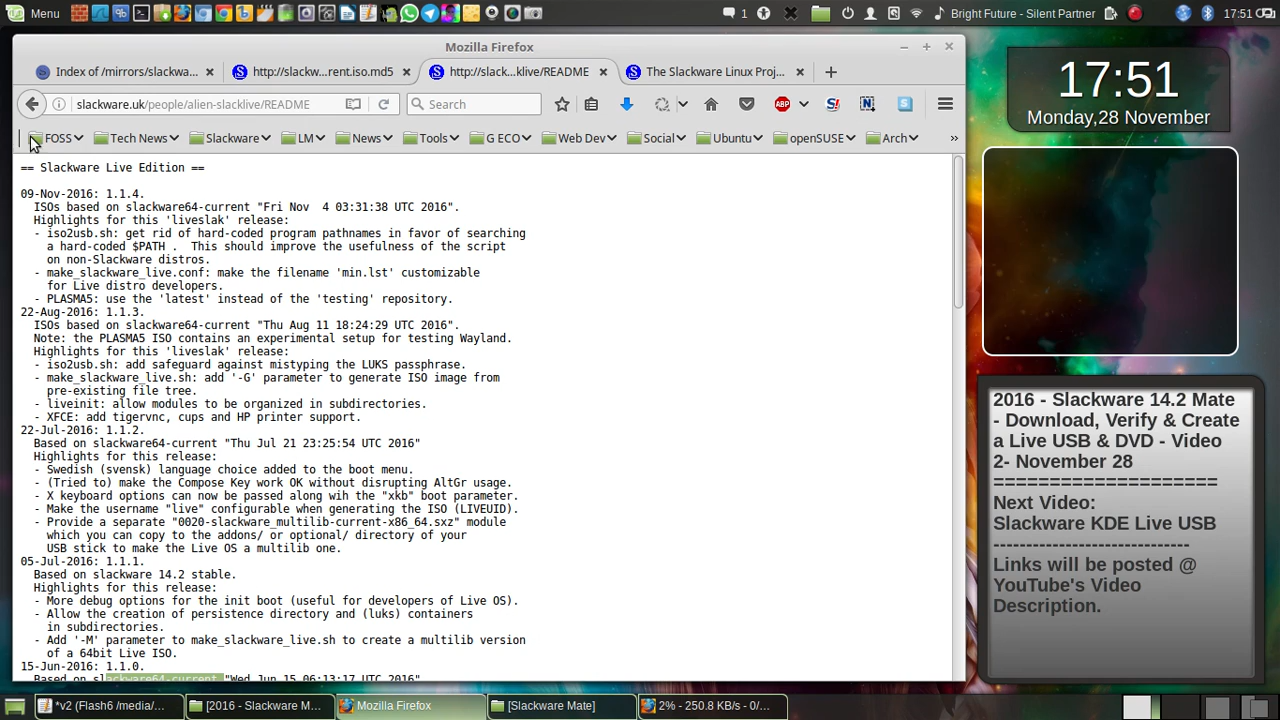 Menu
1
Bright Future - Silent Partner
17:51
Mozilla Firefox
Index of /mirrors/slackwa...
http://slackw...rent.iso.md5
http://slack...klive/README
The Slackware Linux Proj...
slackware.uk/people/alien-slacklive/README
Search
ABP
FOSS
Tech News
Slackware
LM
News
Tools
G ECO
Web Dev
Social
Ubuntu
openSUSE
Arch
»
== Slackware Live Edition ==
09-Nov-2016: 1.1.4.
ISOs based on slackware64-current "Fri Nov  4 03:31:38 UTC 2016".
Highlights for this 'liveslak' release:
- iso2usb.sh: get rid of hard-coded program pathnames in favor of searching
a hard-coded $PATH .  This should improve the usefulness of the script
on non-Slackware distros.
- make_slackware_live.conf: make the filename 'min.lst' customizable
for Live distro developers.
- PLASMA5: use the 'latest' instead of the 'testing' repository.
22-Aug-2016: 1.1.3.
ISOs based on slackware64-current "Thu Aug 11 18:24:29 UTC 2016".
Note: the PLASMA5 ISO contains an experimental setup for testing Wayland.
Highlights for this 'liveslak' release:
- iso2usb.sh: add safeguard against mistyping the LUKS passphrase.
- make_slackware_live.sh: add '-G' parameter to generate ISO image from
pre-existing file tree.
- liveinit: allow modules to be organized in subdirectories.
- XFCE: add tigervnc, cups and HP printer support.
22-Jul-2016: 1.1.2.
Based on slackware64-current "Thu Jul 21 23:25:54 UTC 2016"
Highlights for this release:
- Swedish (svensk) language choice added to the boot menu.
- (Tried to) make the Compose Key work OK without disrupting AltGr usage.
- X keyboard options can now be passed along wih the "xkb" boot parameter.
- Make the username "live" configurable when generating the ISO (LIVEUID).
- Provide a separate "0020-slackware_multilib-current-x86_64.sxz" module
which you can copy to the addons/ or optional/ directory of your
USB stick to make the Live OS a multilib one.
05-Jul-2016: 1.1.1.
Based on slackware 14.2 stable.
Highlights for this release:
- More debug options for the init boot (useful for developers of Live OS).
- Allow the creation of persistence directory and (luks) containers
in subdirectories.
- Add '-M' parameter to make_slackware_live.sh to create a multilib version
of a 64bit Live ISO.
15-Jun-2016: 1.1.0.
Based on slackware64-current "Wed Jun 15 06:13:17 UTC 2016"
17:51
Monday,28 November
2016 - Slackware 14.2 Mate
- Download, Verify & Create
a Live USB & DVD - Video
2- November 28
====================
Next Video:
Slackware KDE Live USB
----------------------------
Links will be posted @
YouTube's Video
Description.
*v2 (Flash6 /media/...
[2016 - Slackware M...
Mozilla Firefox
[Slackware Mate]
2% - 250.8 KB/s - 0/...